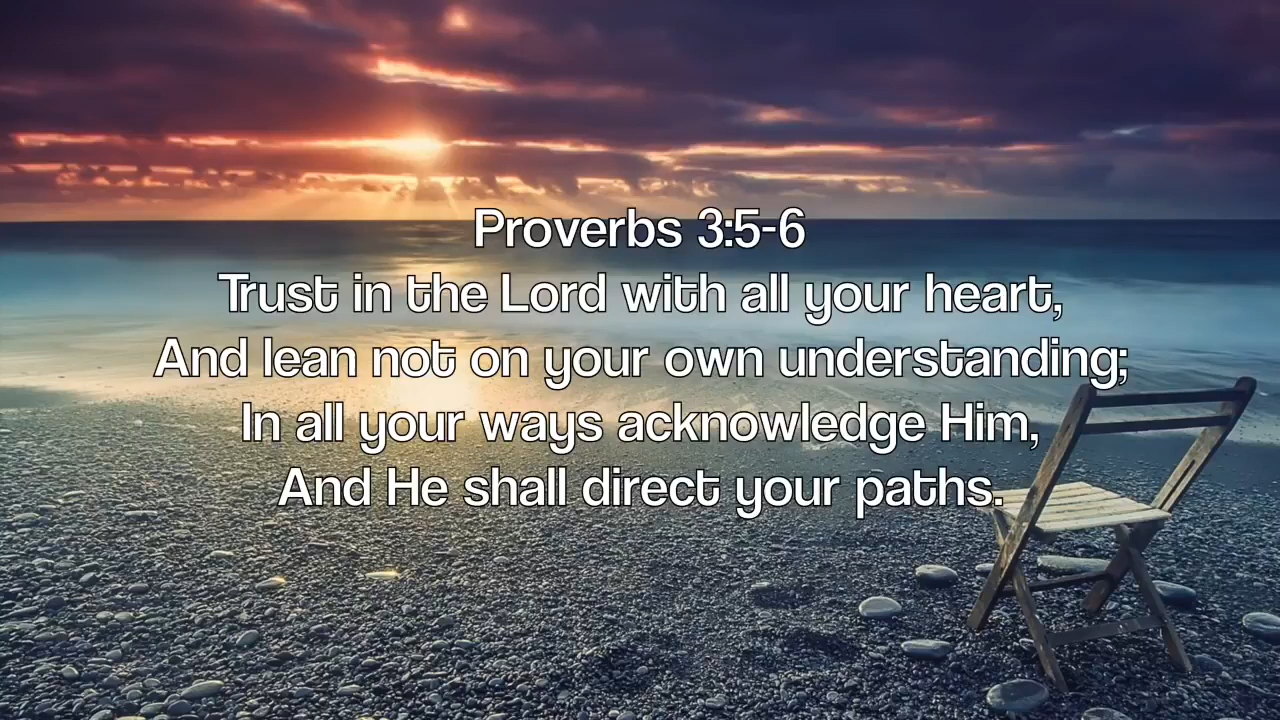 Proverbs 3:5-6
Trust in the Lord with all your heart,
And lean not on your own understanding;
In all your ways acknowledge Him,
And He shall direct your paths.